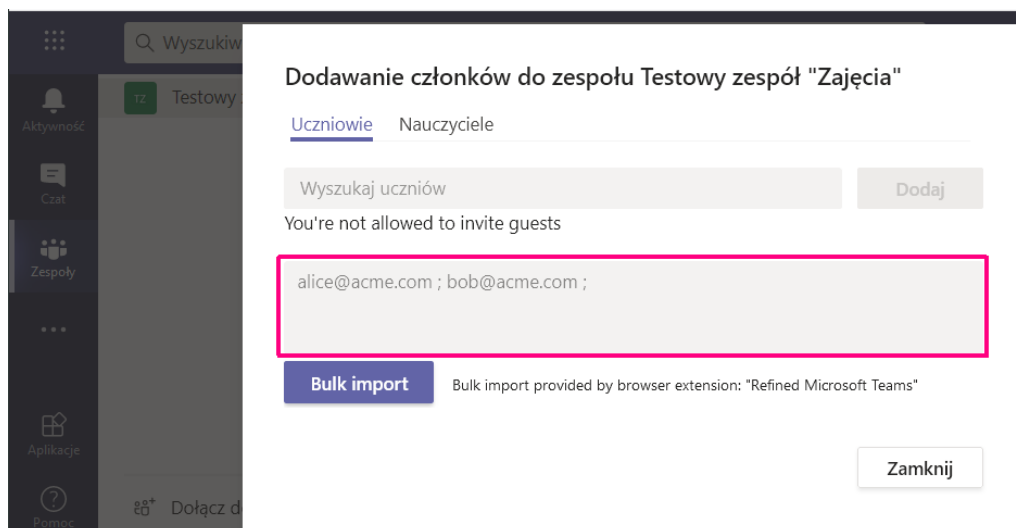 Wyszukiw
Aktywność
TZ Testowy
Czat
Zespoły
Aplikacje
Pomoc
Dołącz d
Dodawanie członków do zespołu Testowy zespół "Zajęcia"
Uczniowie Nauczyciele
Wyszukaj uczniów Dodaj
You're not allowed to invite guests
alice@acme.com ; bob@acme.com ;
Bulk import Bulk import provided by browser extension: "Refined Microsoft Teams"
Zamknij